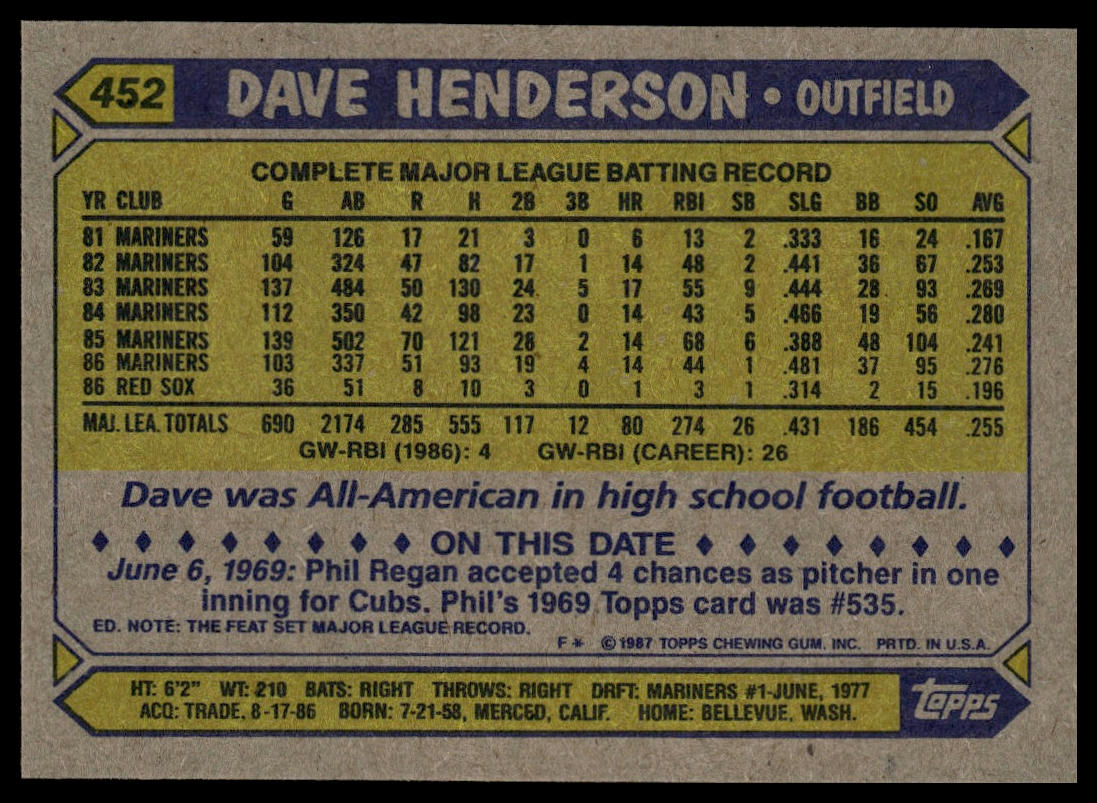 452 DAVE HENDERSON • OUTFIELD
COMPLETE MAJOR LEAGUE BATTING RECORD
YR CLUB G AB R H 2B 3B HR RBI SB SLG BB SO AVG
81 MARINERS 59 126 17 21 3 0 6 13 2 .333 16 24 .167
82 MARINERS 104 324 47 82 17 1 14 48 2 .441 36 67 .253
83 MARINERS 137 484 50 130 24 5 17 55 9 .444 28 93 .269
84 MARINERS 112 350 42 98 23 0 14 43 5 .466 19 56 .280
85 MARINERS 139 502 70 121 28 2 14 68 6 .388 48 104 .241
86 MARINERS 103 337 51 93 19 4 14 44 1 .481 37 95 .276
86 RED SOX 36 51 8 10 3 0 1 3 1 .314 2 15 .196
MAJ. LEA. TOTALS 690 2174 285 555 117 12 80 274 26 .431 186 454 .255
GW-RBI (1986): 4 GW-RBI (CAREER): 26
Dave was All-American in high school football.
ON THIS DATE
June 6, 1969: Phil Regan accepted 4 chances as pitcher in one
inning for Cubs. Phil's 1969 Topps card was #535.
ED. NOTE: THE FEAT SET MAJOR LEAGUE RECORD.
F* © 1987 TOPPS CHEWING GUM, INC. PRTD. IN U.S.A.
HT: 6'2" WT: 210 BATS: RIGHT THROWS: RIGHT DRFT: MARINERS #1-JUNE, 1977
ACQ: TRADE, 8-17-86 BORN: 7-21-58, MERCED, CALIF. HOME: BELLEVUE, WASH.
Topps